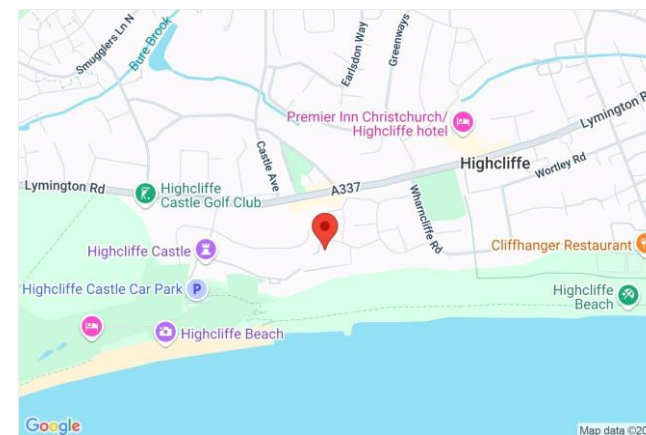 Smugglers Ln N
Bure Brook
Earlsdon Way
Greenways
Premier Inn Christchurch/
Highcliffe hotel
Lymington R
Highcliffe
Wortley Rd
Castle Ave
A337
Lymington Rd
Highcliffe
Castle Golf Club
Wharncliffe Rd
Highcliffe Castle
Cliffhanger Restaurant
Highcliffe Castle Car Park
P
Highcliffe
Beach
Highcliffe Beach
Google
Map data ©20